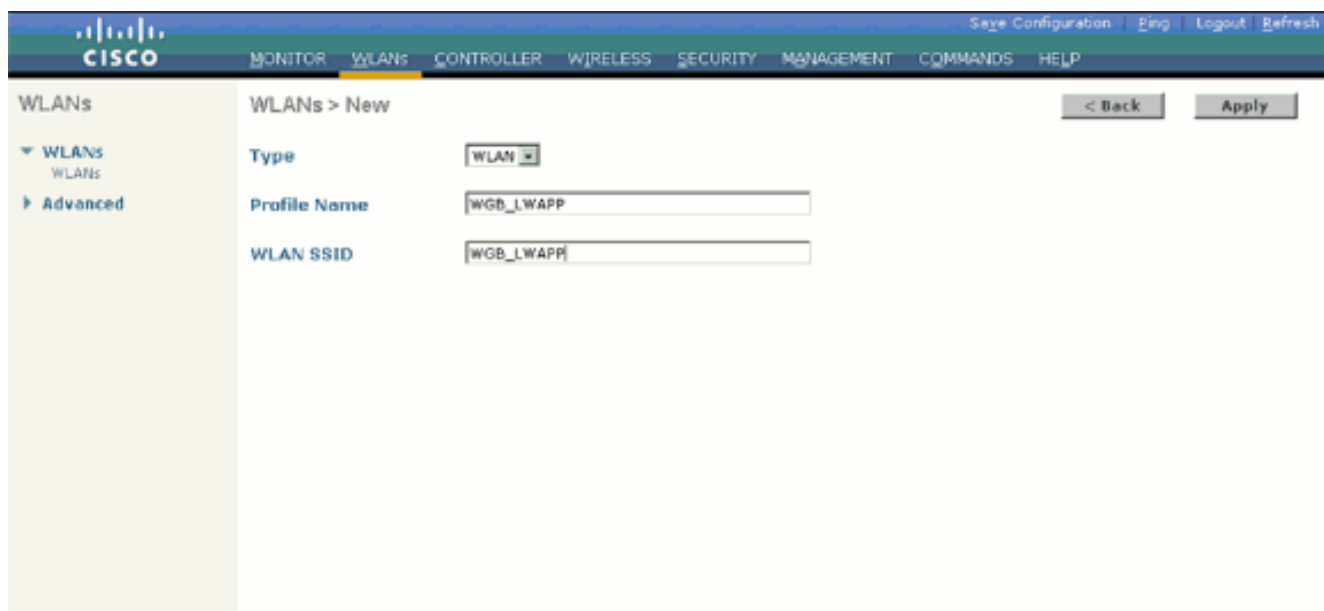 Save Configuration | Ping | Logout | Refresh
CISCO
MONITOR WLANs CONTROLLER WIRELESS SECURITY MANAGEMENT COMMANDS HELP
WLANs
WLANs > New
< Back
Apply
WLANs
WLANs
Advanced
Type
WLAN
Profile Name
WGB_LWAPP
WLAN SSID
WGB_LWAPP